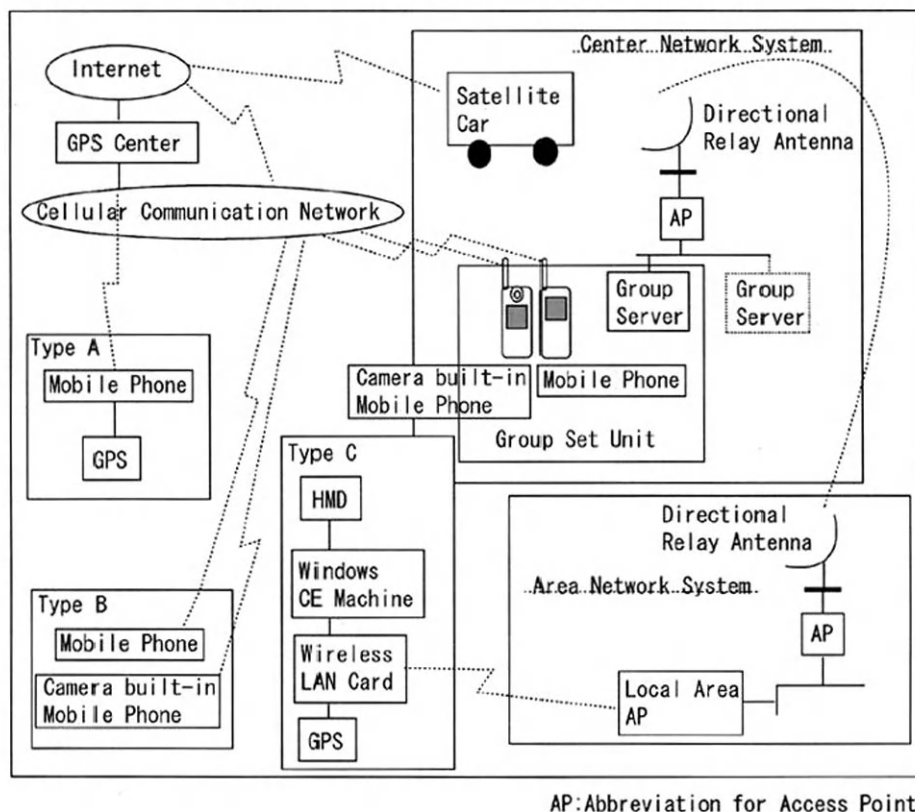 Internet
GPS Center
Cellular Communication Network
Center Network System
Satellite
Car
Directional
Relay Antenna
AP
Group
Server
Group
Server
Camera built-in
Mobile Phone
Mobile Phone
Group Set Unit
Type A
Mobile Phone
GPS
Type B
Mobile Phone
Camera built-in
Mobile Phone
Type C
HMD
Windows
CE Machine
Wireless
LAN Card
GPS
Directional
Relay Antenna
Area Network System
AP
Local Area
AP
AP:Abbreviation for Access Point